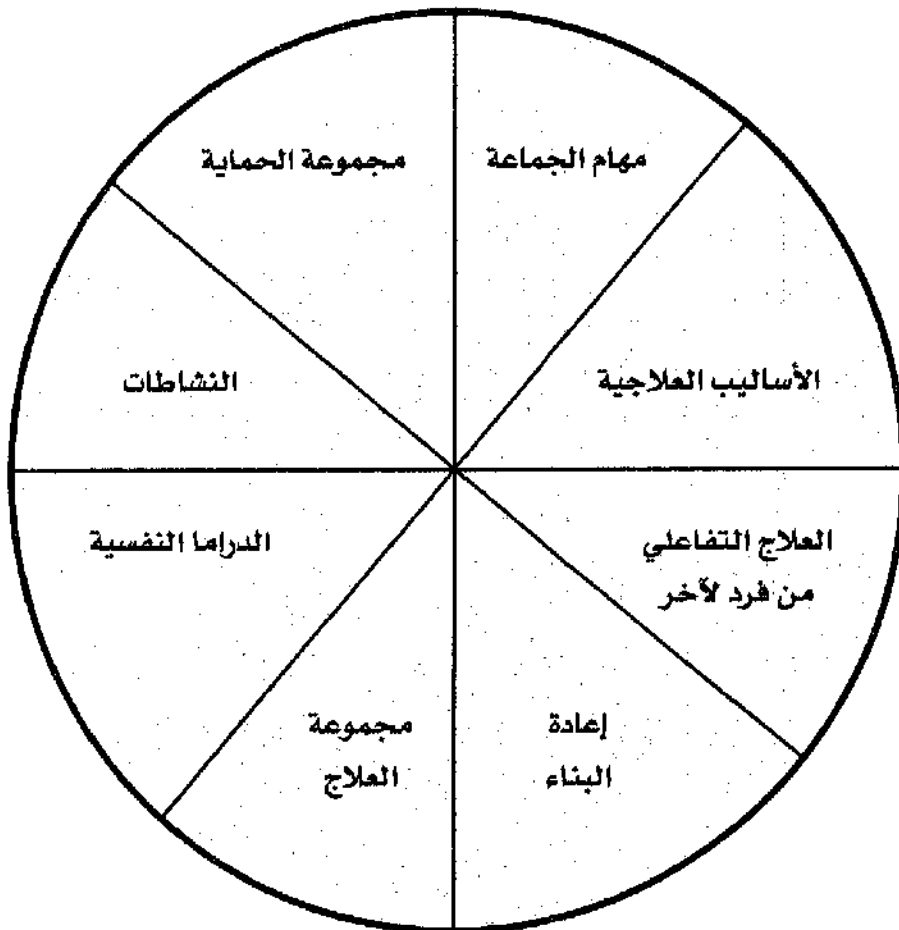 مهام الجماعة
مجموعة الحماية
الأساليب العلاجية
النشاطات
العلاج التفاعلي
من فرد لآخر
الدراما النفسية
إعادة
البناء
مجموعة
العلاج